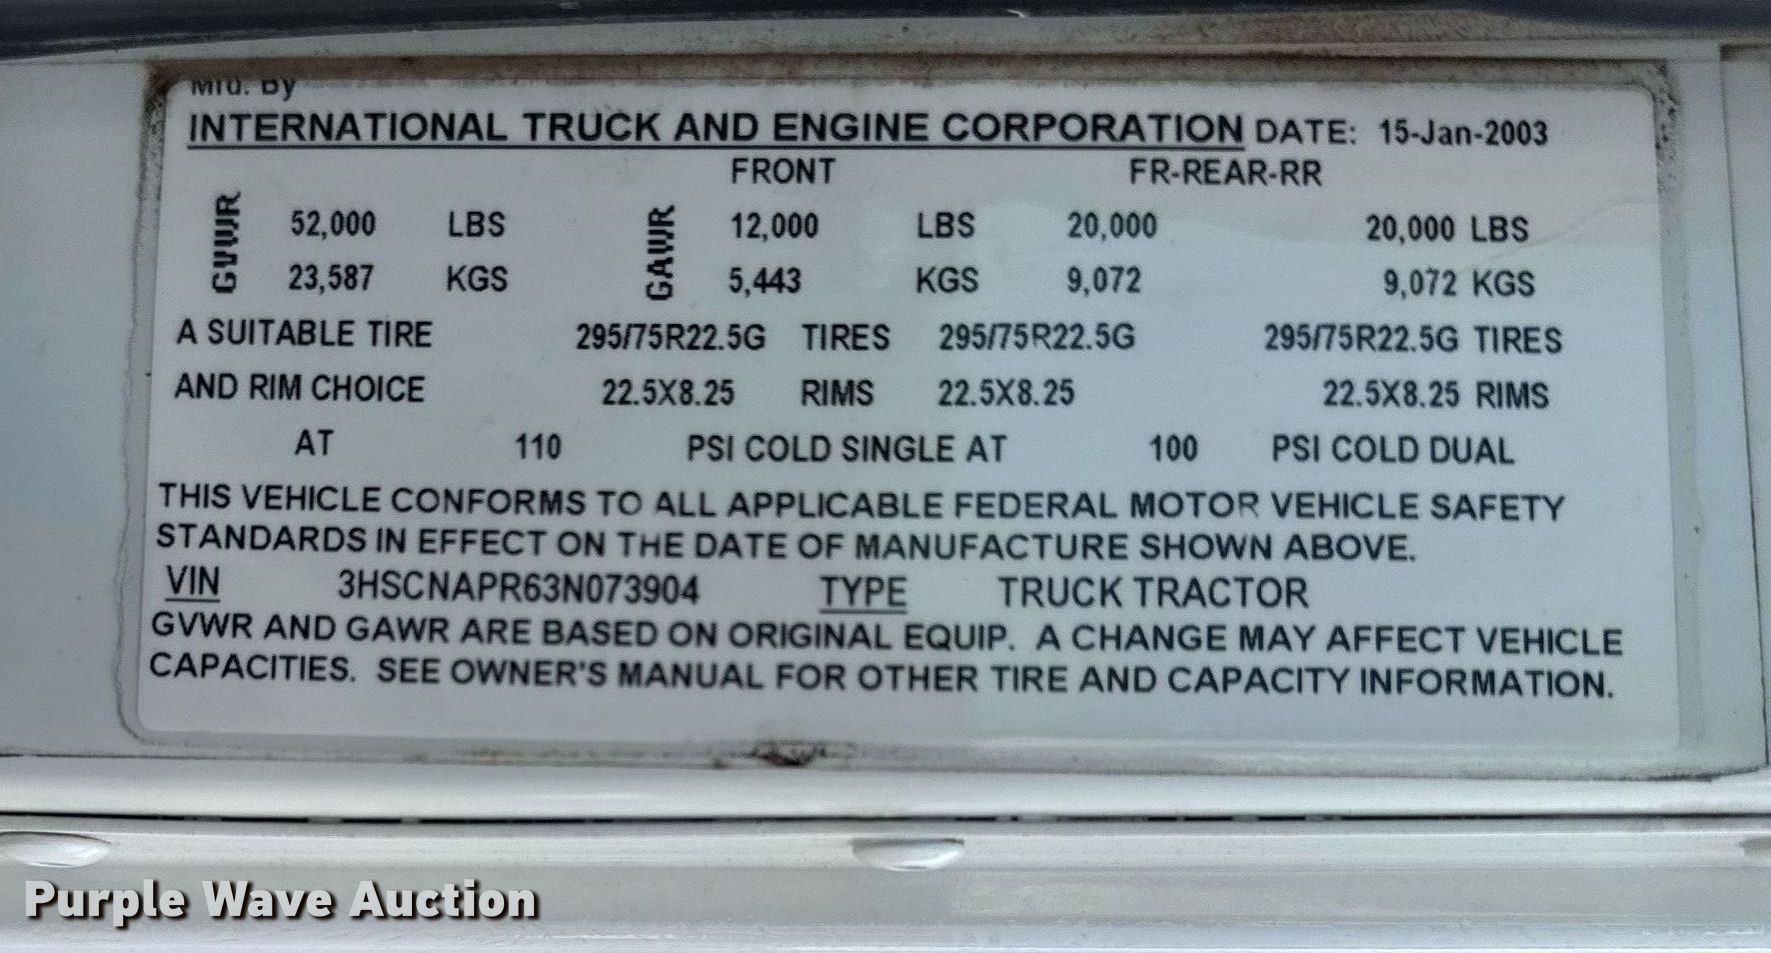 Mfd. By
INTERNATIONAL TRUCK AND ENGINE CORPORATION DATE: 15-Jan-2003
FRONT FR-REAR-RR
GVWR 52,000 LBS GAWR 12,000 LBS 20,000 20,000 LBS
23,587 KGS 5,443 KGS 9,072 9,072 KGS
A SUITABLE TIRE 295/75R22.5G TIRES 295/75R22.5G 295/75R22.5G TIRES
AND RIM CHOICE 22.5X8.25 RIMS 22.5X8.25 22.5X8.25 RIMS
AT 110 PSI COLD SINGLE AT 100 PSI COLD DUAL
THIS VEHICLE CONFORMS TO ALL APPLICABLE FEDERAL MOTOR VEHICLE SAFETY
STANDARDS IN EFFECT ON THE DATE OF MANUFACTURE SHOWN ABOVE.
VIN 3HSCNAPR63N073904 TYPE TRUCK TRACTOR
GVWR AND GAWR ARE BASED ON ORIGINAL EQUIP. A CHANGE MAY AFFECT VEHICLE
CAPACITIES. SEE OWNER'S MANUAL FOR OTHER TIRE AND CAPACITY INFORMATION.
Purple Wave Auction